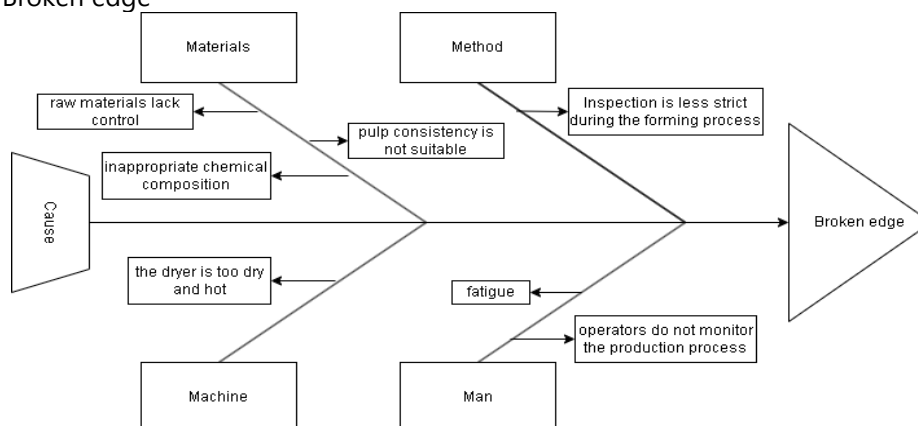 Broken edge
Materials
Method
raw materials lack
control
Inspection is less strict
during the forming process
pulp consistency is
not suitable
inappropriate chemical
composition
Cause
Broken edge
the dryer is too dry
and hot
fatigue
operators do not monitor
the production process
Machine
Man